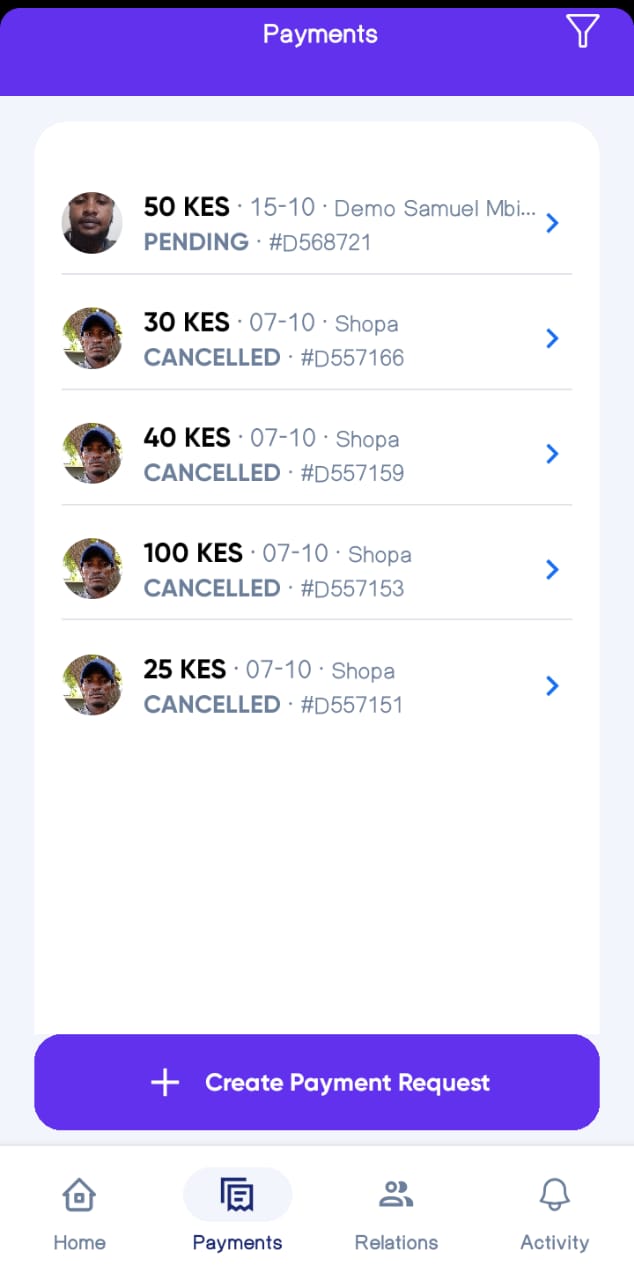 Payments
50 KES · 15-10 · Demo Samuel Mbi...
PENDING · #D568721
30 KES · 07-10 · Shopa
CANCELLED · #D557166
40 KES · 07-10 · Shopa
CANCELLED · #D557159
100 KES · 07-10 · Shopa
CANCELLED · #D557153
25 KES · 07-10 · Shopa
CANCELLED · #D557151
Create Payment Request
Home Payments Relations Activity